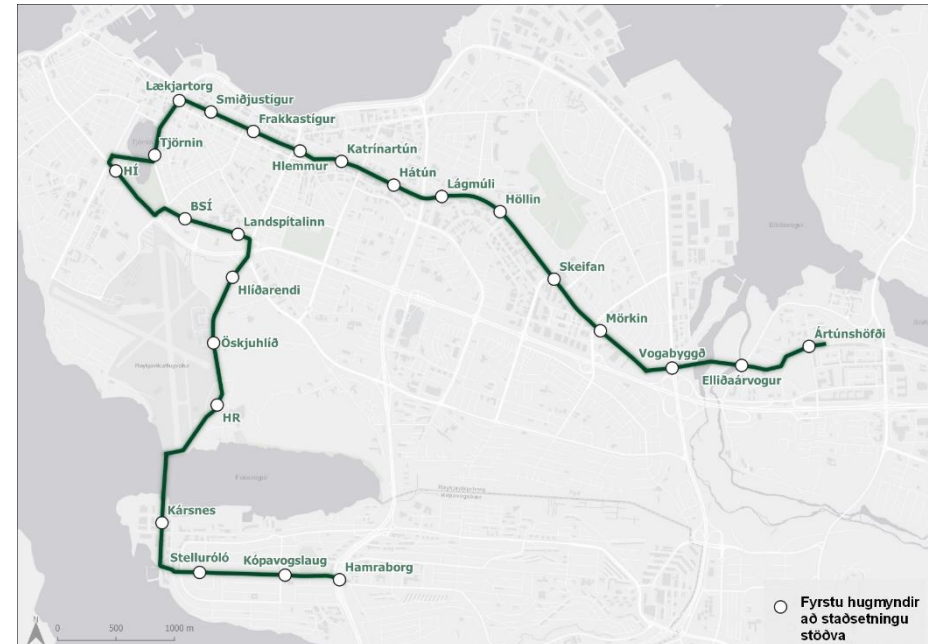 Lækjartorg
Smiðjustígur
Frakkastígur
Tjörnin
Hlemmur
Katrínartún
HÍ
Hátún
Lágmúli
Höllin
BSÍ
Landspítalinn
Hlíðarendi
Skeifan
Öskjuhlíð
Mörkin
Ártúnshöfði
Vogabyggð
Elliðaárvogur
HR
Kársnes
Stelluróló
Kópavogslaug
Hamraborg
Fyrstu hugmyndir
að staðsetningu
stöðva
N
0 500 1000 m